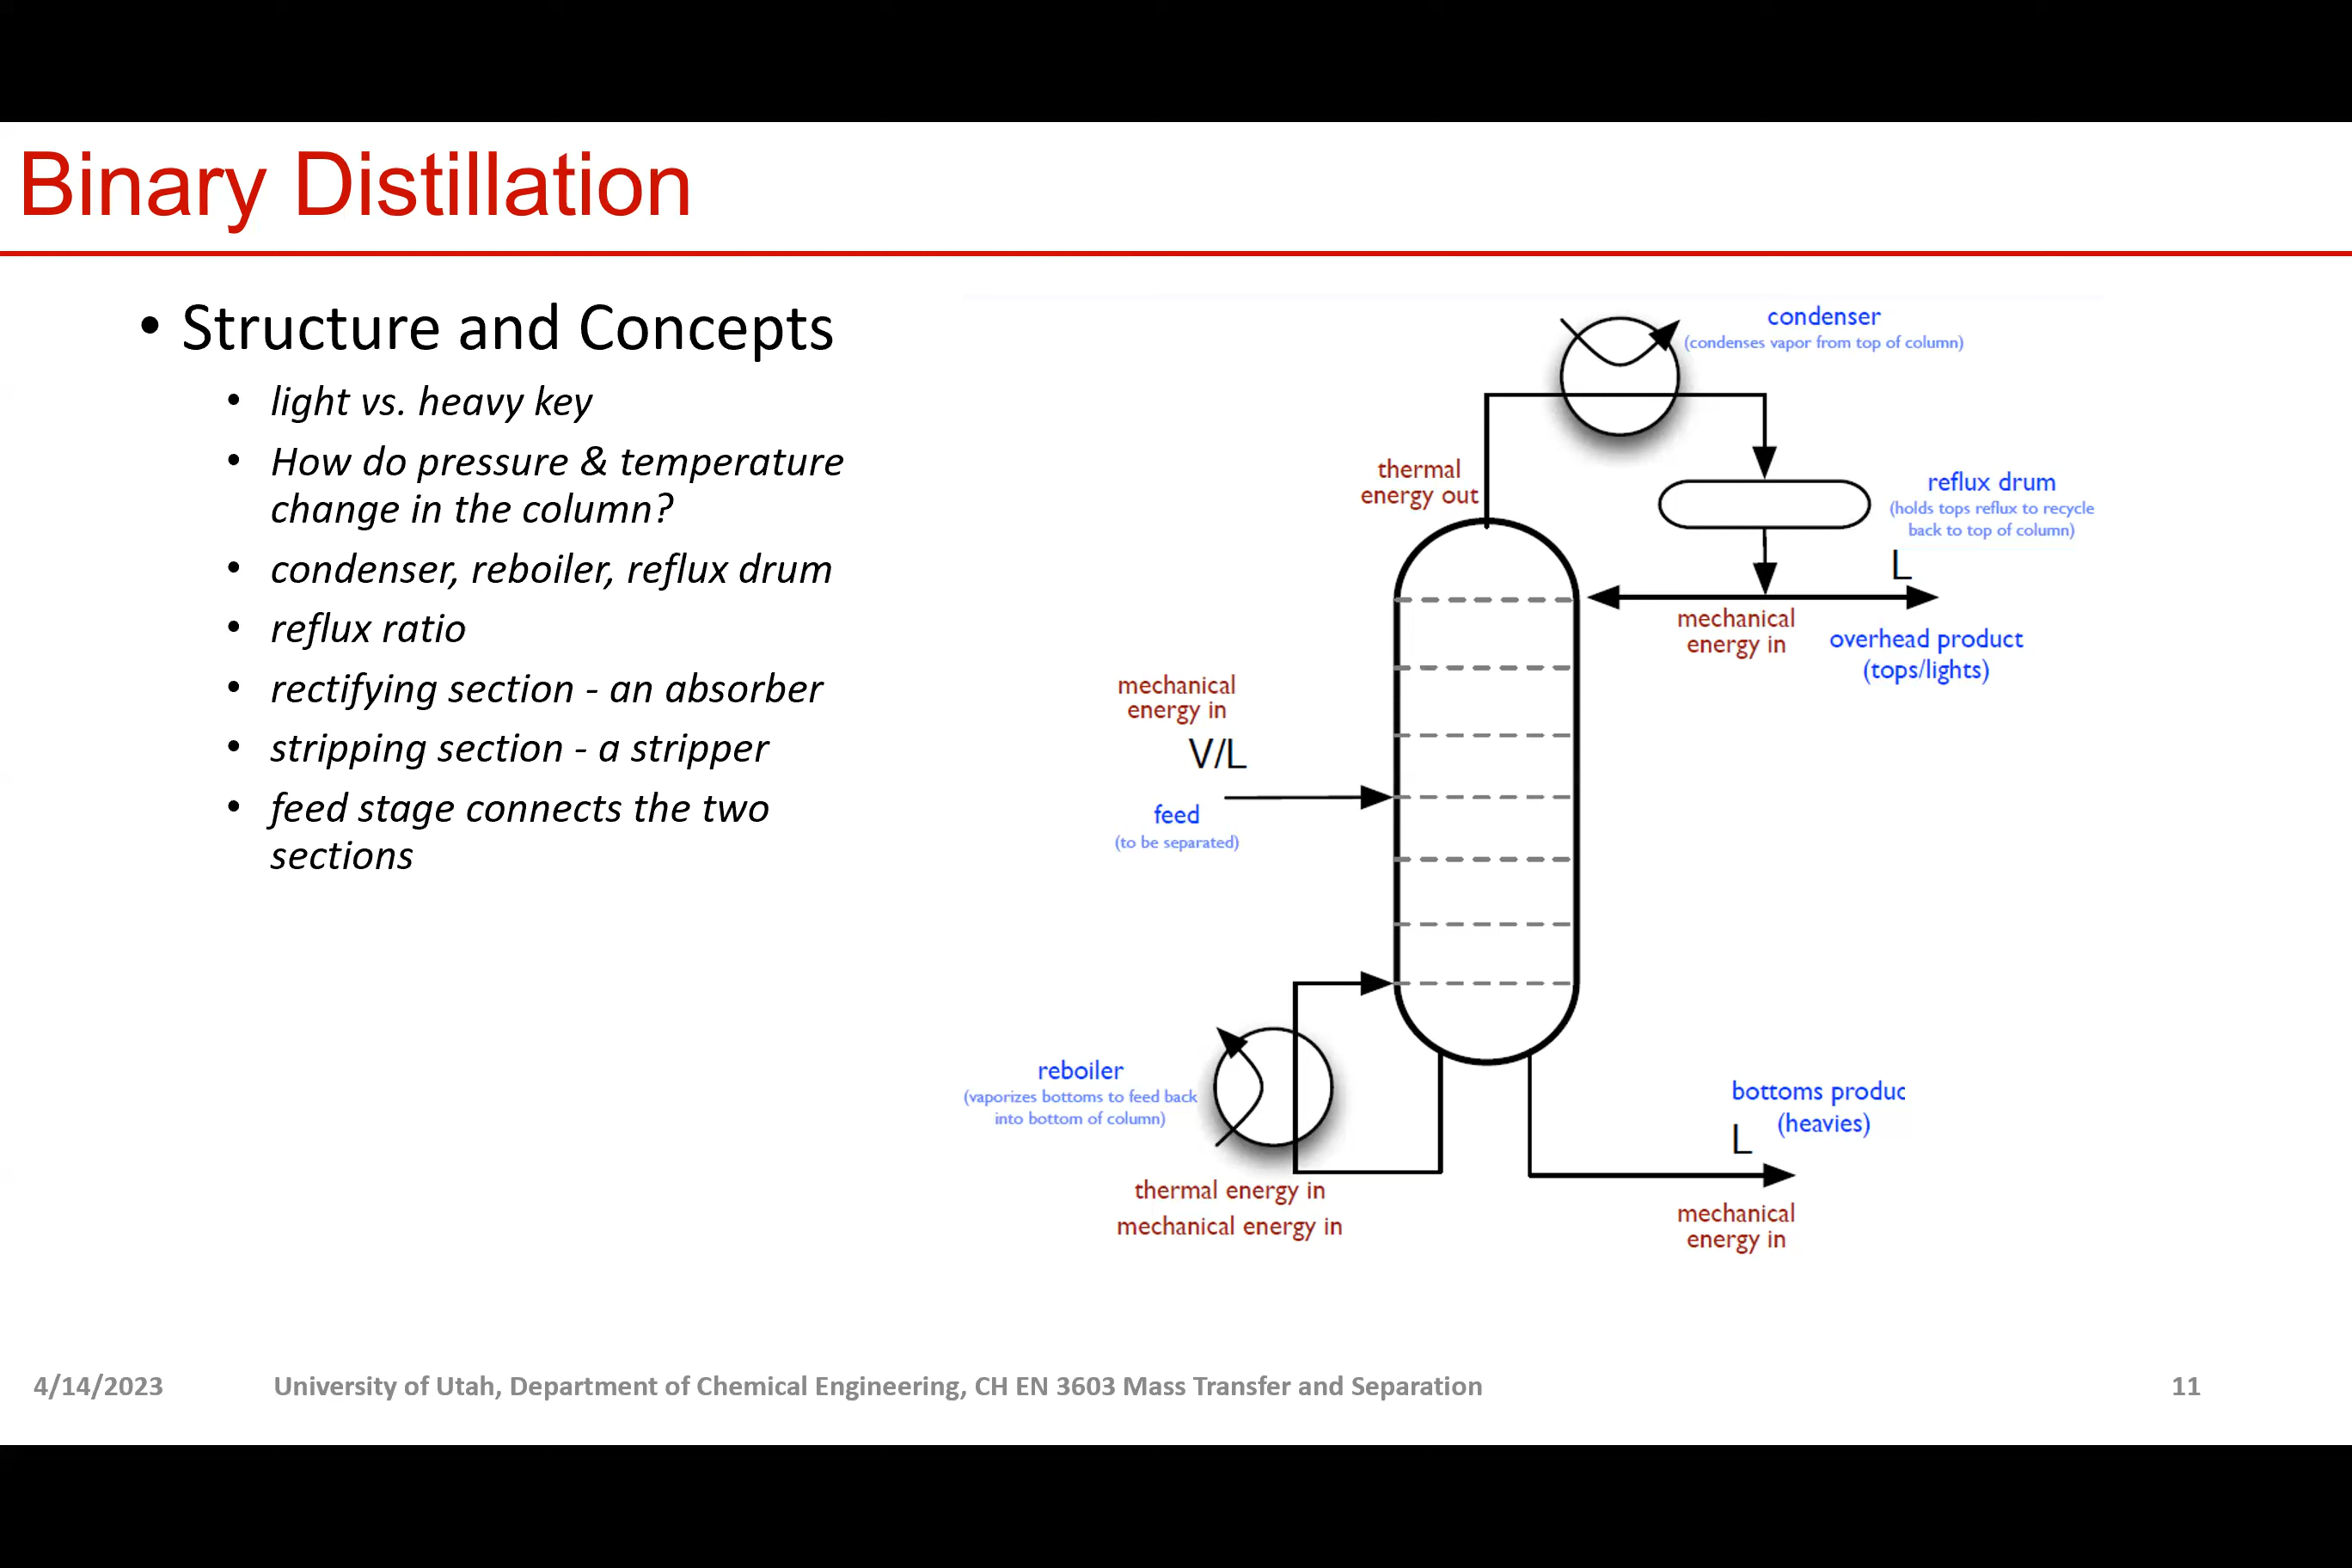 Binary Distillation
• Structure and Concepts
• light vs. heavy key
• How do pressure & temperature
change in the column?
• condenser, reboiler, reflux drum
• reflux ratio
• rectifying section - an absorber
• stripping section - a stripper
• feed stage connects the two
sections
condenser
(condenses vapor from top of column)
thermal
energy out
reflux drum
(holds tops reflux to recycle
back to top of column)
L
mechanical
energy in
overhead product
(tops/lights)
mechanical
energy in
V/L
feed
(to be separated)
reboiler
(vaporizes bottoms to feed back
into bottom of column)
thermal energy in
mechanical energy in
bottoms produc
(heavies)
L
mechanical
energy in
4/14/2023
University of Utah, Department of Chemical Engineering, CH EN 3603 Mass Transfer and Separation
11